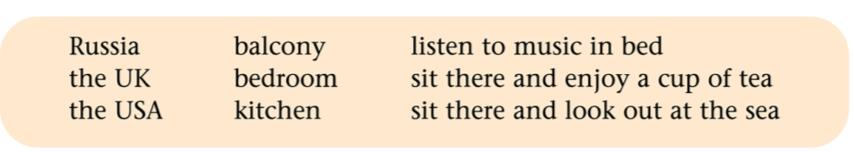 Russia balcony listen to music in bed
the UK bedroom sit there and enjoy a cup of tea
the USA kitchen sit there and look out at the sea